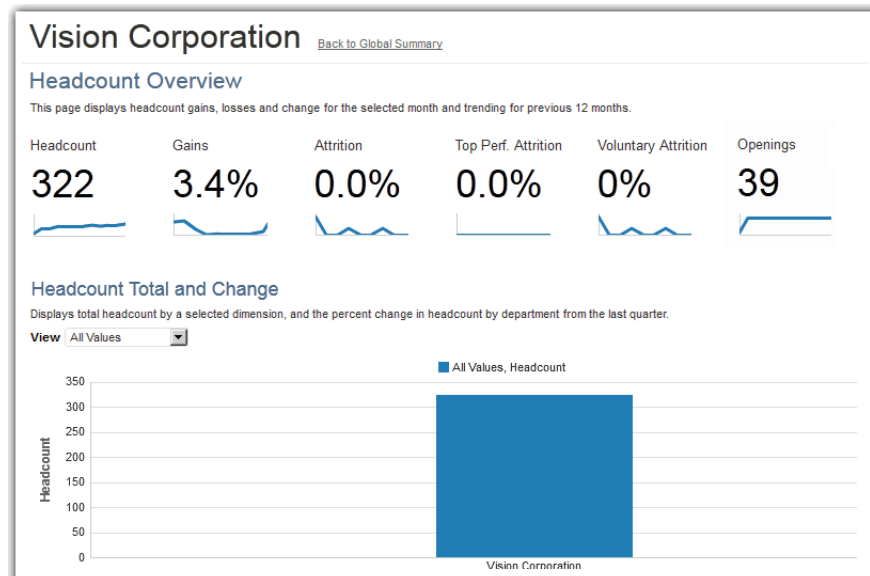 Vision Corporation Back to Global Summary
Headcount Overview
This page displays headcount gains, losses and change for the selected month and trending for previous 12 months.
Headcount Gains Attrition Top Perf. Attrition Voluntary Attrition Openings
322 3.4% 0.0% 0.0% 0% 39
Headcount Total and Change
Displays total headcount by a selected dimension, and the percent change in headcount by department from the last quarter.
View All Values
All Values, Headcount
350
300
250
200
150
100
50
0
Headcount
Vision Corporation